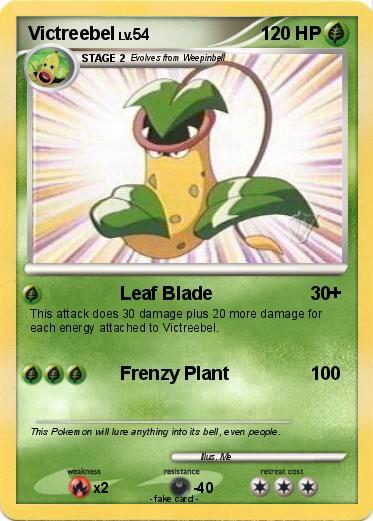 Victreebel LV.54 120 HP
STAGE 2 Evolves from Weepinbell
Leaf Blade 30+
This attack does 30 damage plus 20 more damage for
each energy attached to Victreebel.
Frenzy Plant 100
This Pokemon will lure anything into its bell, even people.
Illus. Me
weakness resistance retreat cost
x2 -40
- fake card -